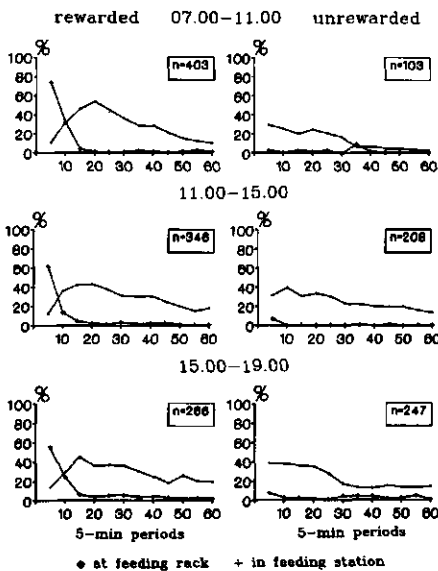 rewarded 07.00-11.00 unrewarded
% %
100 100
80 n=403 80 n=103
60 60
40 40
20 20
0 0
10 20 30 40 50 60 10 20 30 40 50 60
11.00-15.00
% %
100 100
80 n=346 80 n=208
60 60
40 40
20 20
0 0
10 20 30 40 50 60 10 20 30 40 50 60
15.00-19.00
% %
100 100
80 n=266 80 n=247
60 60
40 40
20 20
0 0
10 20 30 40 50 60 10 20 30 40 50 60
5-min periods 5-min periods
◆ at feeding rack + in feeding station